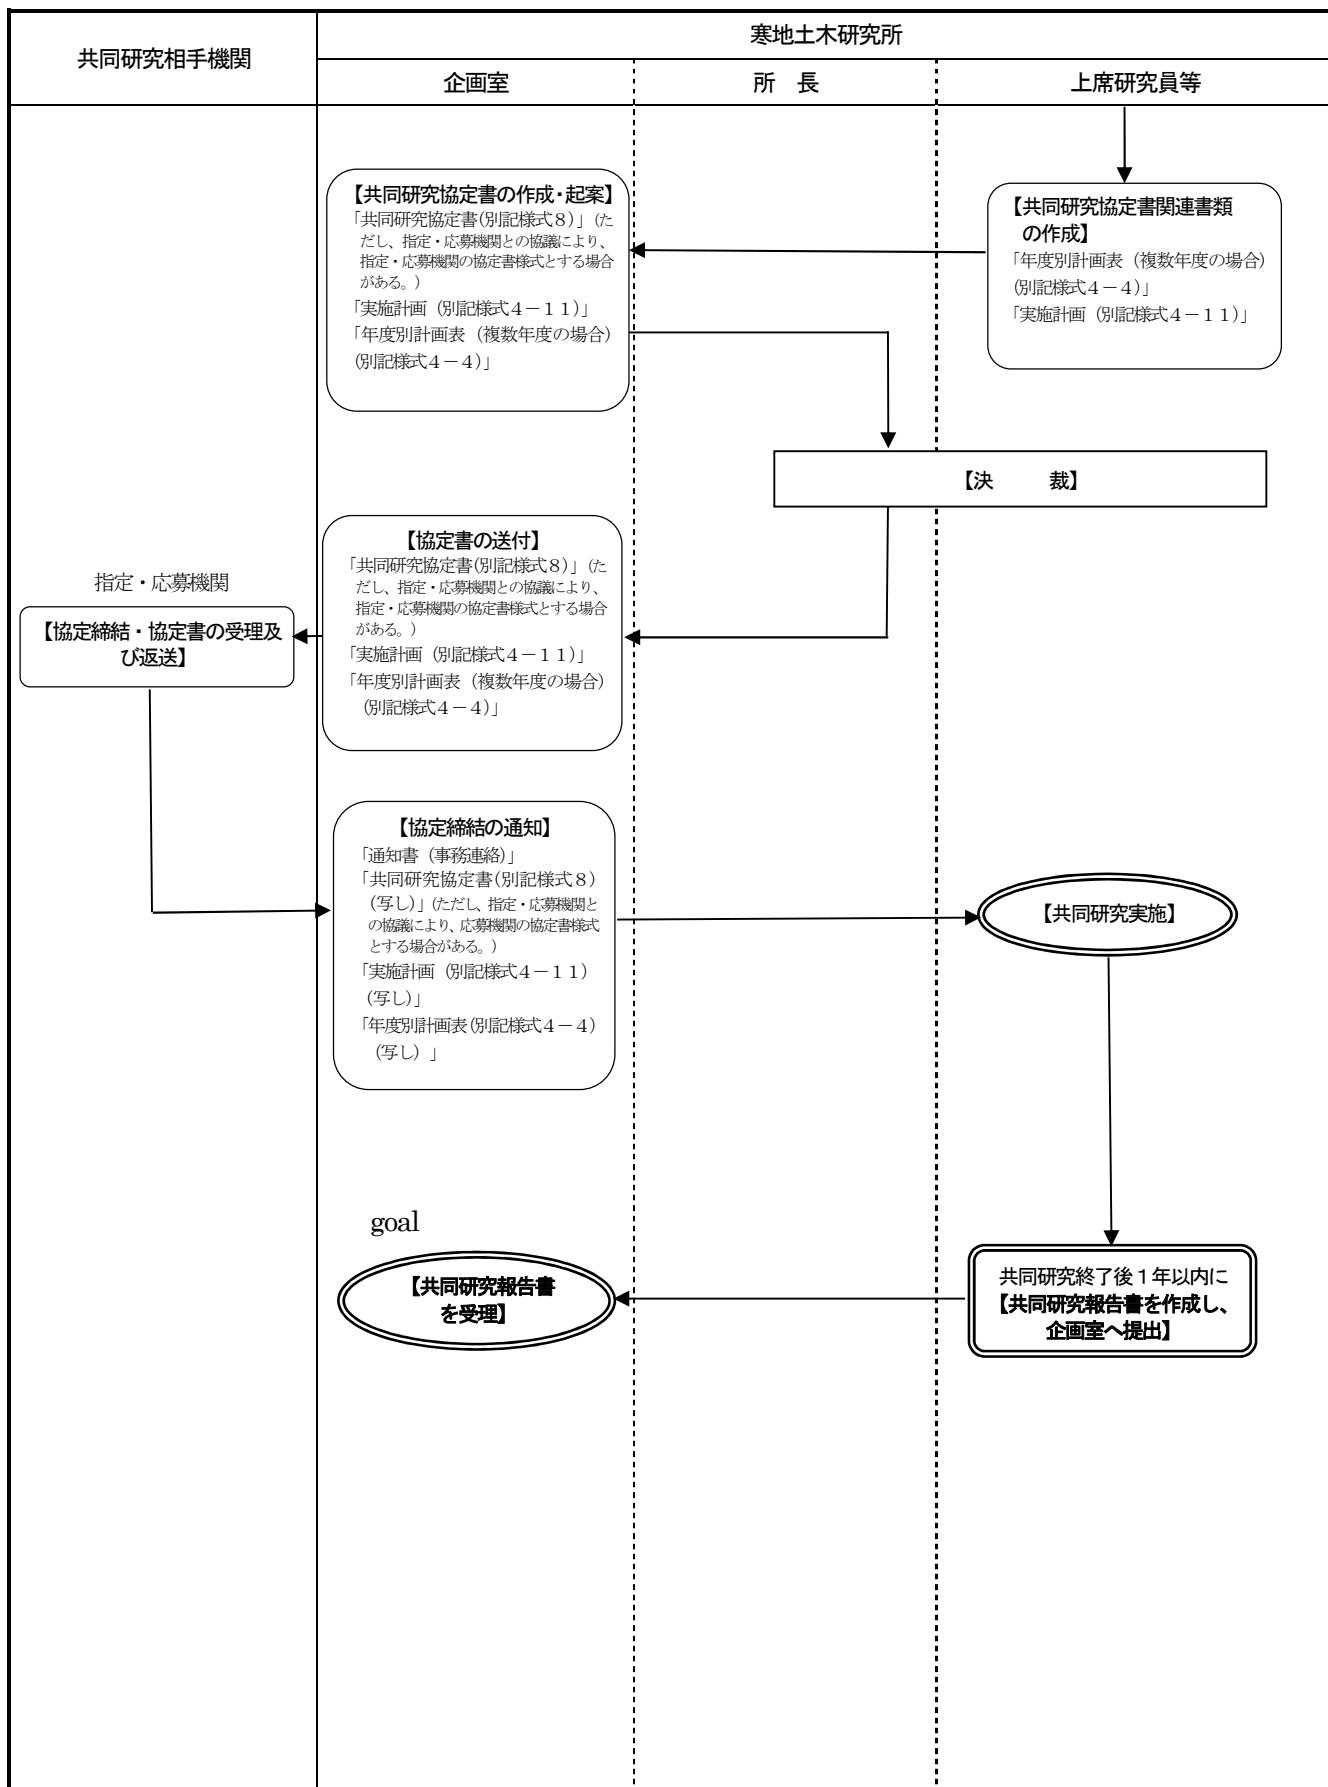 共同研究相手機関
寒地土木研究所
企画室
所　長
上席研究員等
【共同研究協定書関連書類
の作成】
「年度別計画表（複数年度の場合）
（別記様式４－４）」
「実施計画（別記様式４－１１）」
【共同研究協定書の作成・起案】
「共同研究協定書（別記様式８）」（た
だし、指定・応募機関との協議により、
指定・応募機関の協定書様式とする場合
がある。）
「実施計画（別記様式４－１１）」
「年度別計画表（複数年度の場合）
（別記様式４－４）」
【決　　裁】
【協定書の送付】
「共同研究協定書（別記様式８）」（た
だし、指定・応募機関との協議により、
指定・応募機関の協定書様式とする場合
がある。）
「実施計画（別記様式４－１１）」
「年度別計画表（複数年度の場合）
（別記様式４－４）」
指定・応募機関
【協定締結・協定書の受理及
び返送】
【協定締結の通知】
「通知書（事務連絡）」
「共同研究協定書（別記様式８）
（写し）」（ただし、指定・応募機関と
の協議により、応募機関の協定書様式
とする場合がある。）
「実施計画（別記様式４－１１）
（写し）」
「年度別計画表（別記様式４－４）
（写し）」
【共同研究実施】
共同研究終了後１年以内に
【共同研究報告書を作成し、
企画室へ提出】
goal
【共同研究報告書
を受理】